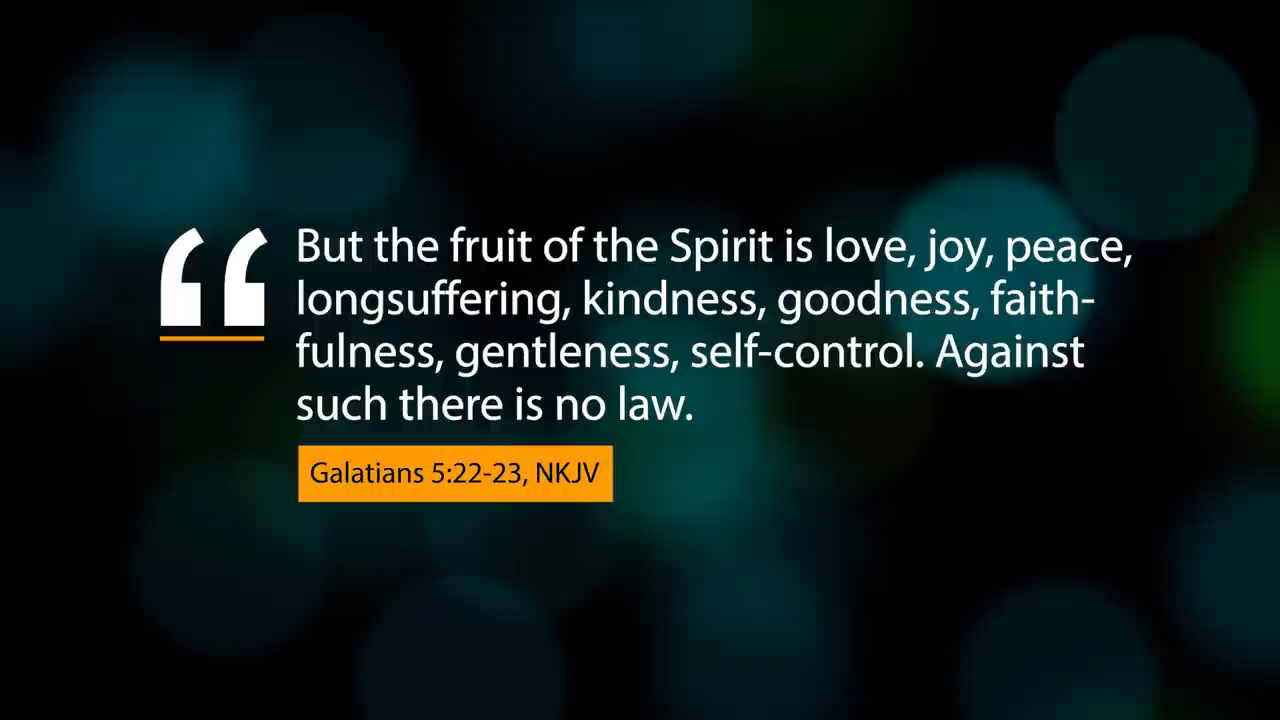 “
But the fruit of the Spirit is love, joy, peace,
longsuffering, kindness, goodness, faith-
fulness, gentleness, self-control. Against
such there is no law.
Galatians 5:22-23, NKJV